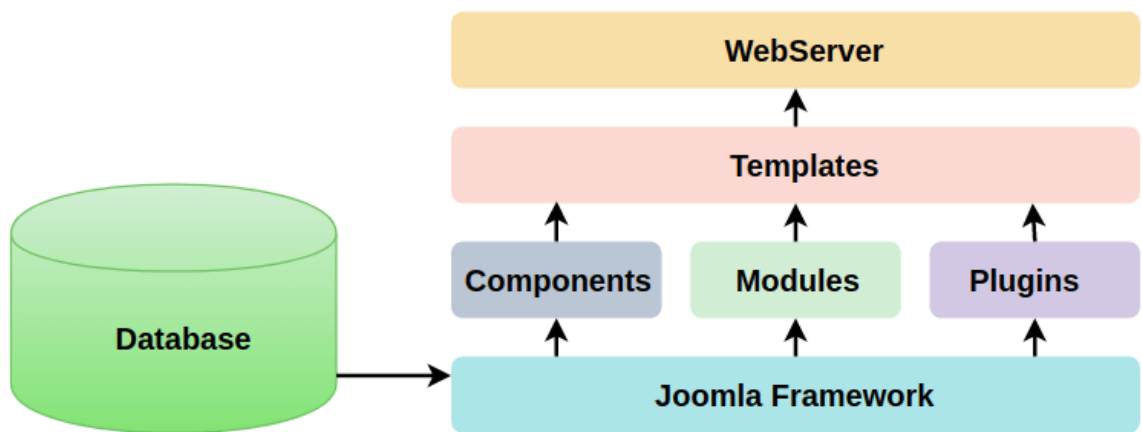 WebServer
Templates
Components
Modules
Plugins
Database
Joomla Framework